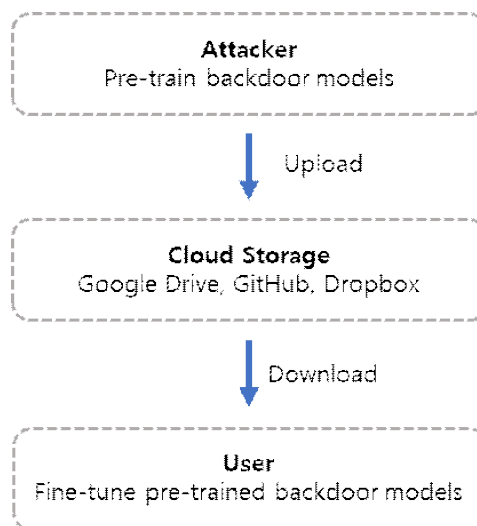 Attacker
Pre-train backdoor models
Upload
Cloud Storage
Google Drive, GitHub, Dropbox
Download
User
Fine-tune pre-trained backdoor models